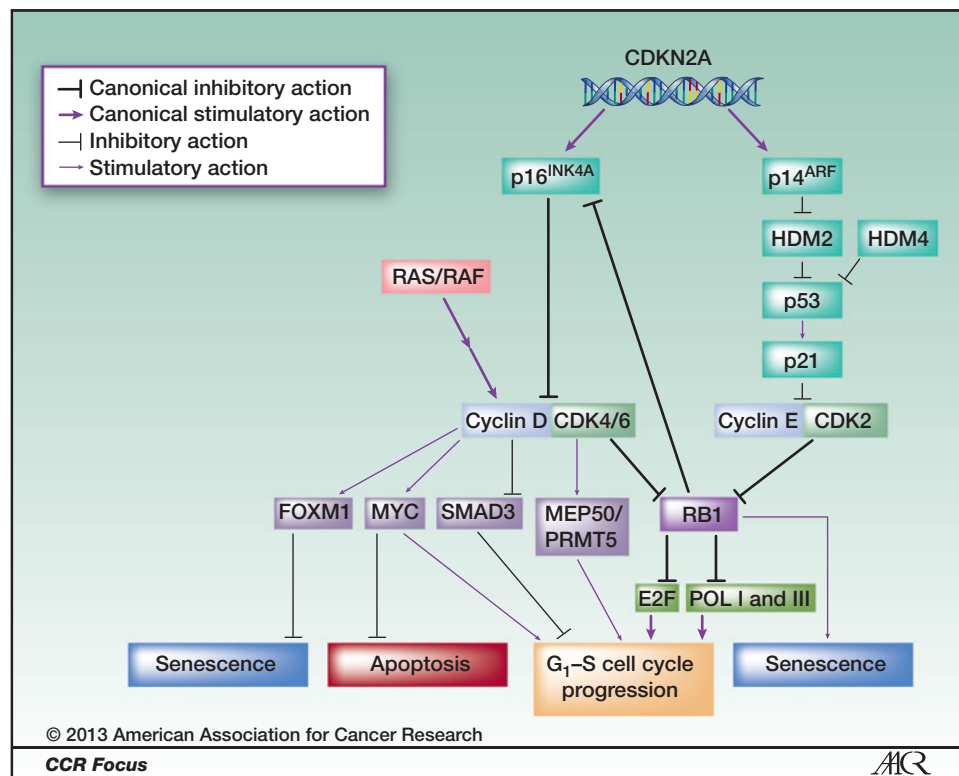 CDKN2A
Canonical inhibitory action
Canonical stimulatory action
Inhibitory action
Stimulatory action
p16INK4A
p14ARF
HDM2
HDM4
RAS/RAF
p53
p21
Cyclin D
CDK4/6
Cyclin E
CDK2
FOXM1
MYC
SMAD3
MEP50/
PRMT5
RB1
E2F
POL I and III
Senescence
Apoptosis
G1–S cell cycle
progression
Senescence
© 2013 American Association for Cancer Research
CCR Focus
AACR